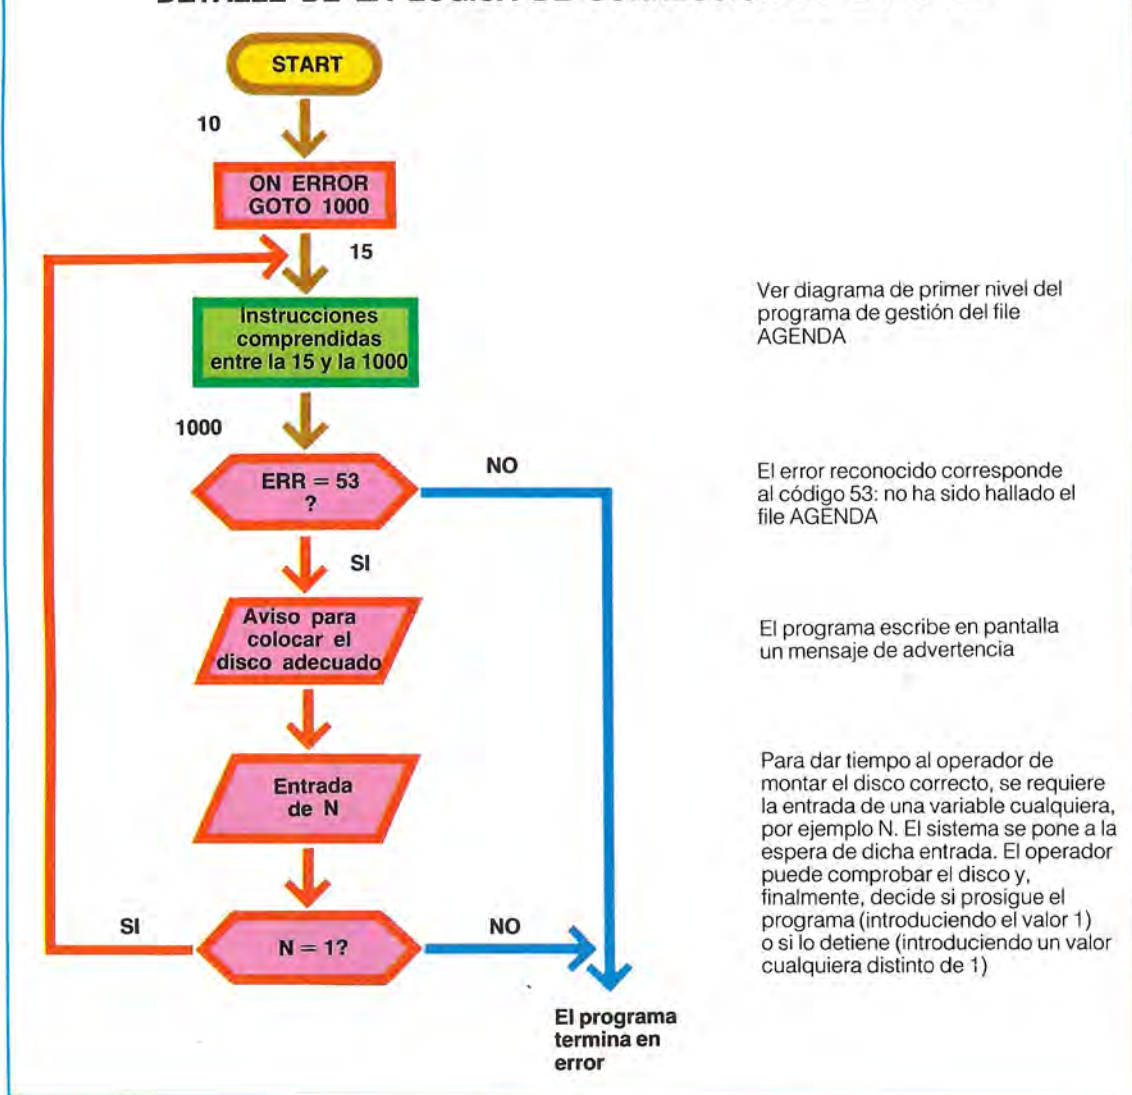 START
10
ON ERROR
GOTO 1000
15
Instrucciones
comprendidas
entre la 15 y la 1000
Ver diagrama de primer nivel del
programa de gestión del file
AGENDA
1000
ERR = 53
?
NO
El error reconocido corresponde
al código 53: no ha sido hallado el
file AGENDA
SI
Aviso para
colocar el
disco adecuado
El programa escribe en pantalla
un mensaje de advertencia
Entrada
de N
Para dar tiempo al operador de
montar el disco correcto, se requiere
la entrada de una variable cualquiera,
por ejemplo N. El sistema se pone a la
espera de dicha entrada. El operador
puede comprobar el disco y,
finalmente, decide si prosigue el
programa (introduciendo el valor 1)
o si lo detiene (introduciendo un valor
cualquiera distinto de 1)
SI
N = 1?
NO
El programa
termina en
error